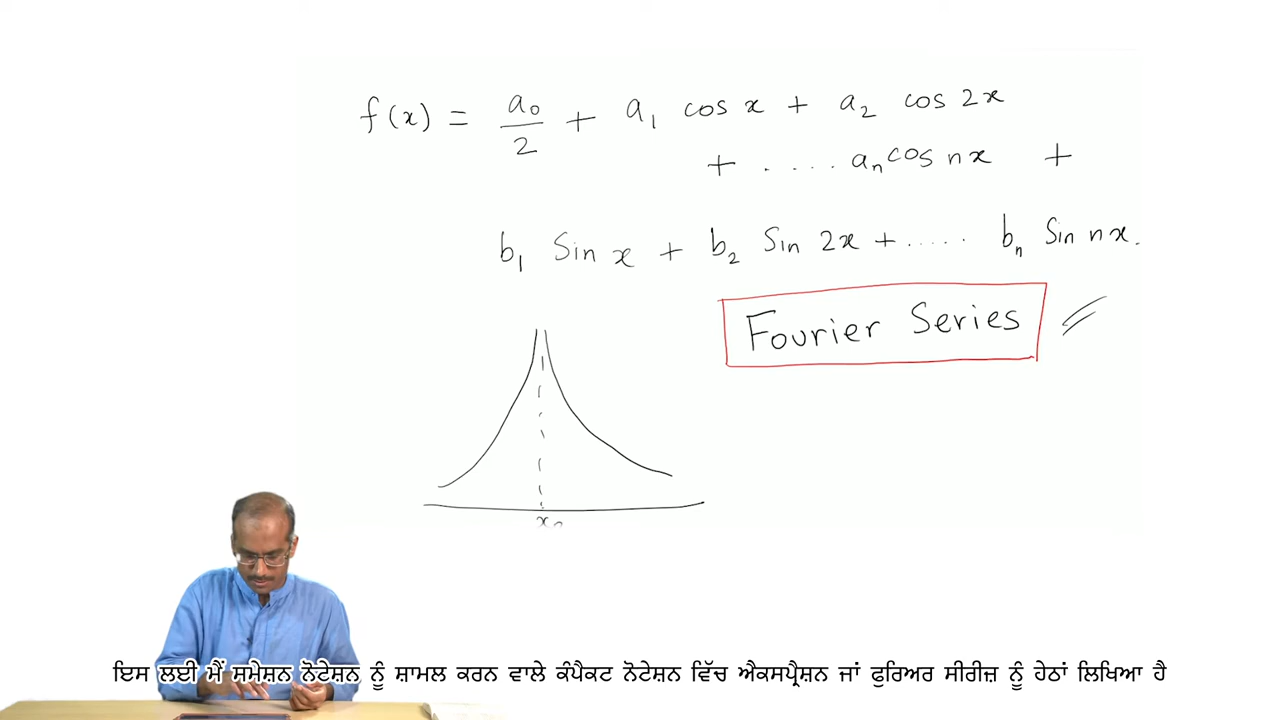 f(x) = a₀/2 + a₁ cos x + a₂ cos 2x
+ ..... aₙ cos nx +
b₁ Sin x + b₂ Sin 2x + ..... bₙ Sin nx.
Fourier Series
x₀
ਇਸ ਲਈ ਮੈਂ ਸਮੇਸ਼ਨ ਨੋਟੇਸ਼ਨ ਨੂੰ ਸ਼ਾਮਲ ਕਰਨ ਵਾਲੇ ਕੰਪੈਕਟ ਨੋਟੇਸ਼ਨ ਵਿੱਚ ਐਕਸਪ੍ਰੈਸ਼ਨ ਜਾਂ ਫੁਰਿਅਰ ਸੀਰੀਜ਼ ਨੂੰ ਹੇਠਾਂ ਲਿਖਿਆ ਹੈ